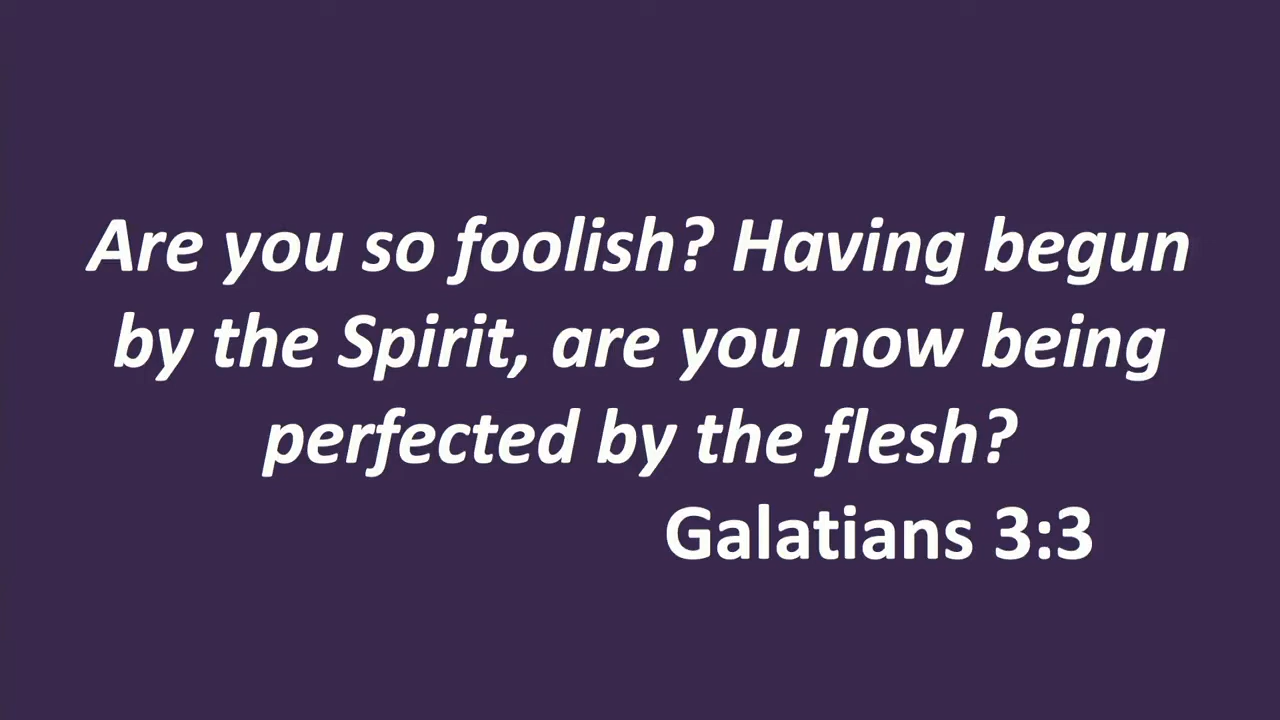 Are you so foolish? Having begun
by the Spirit, are you now being
perfected by the flesh?
Galatians 3:3